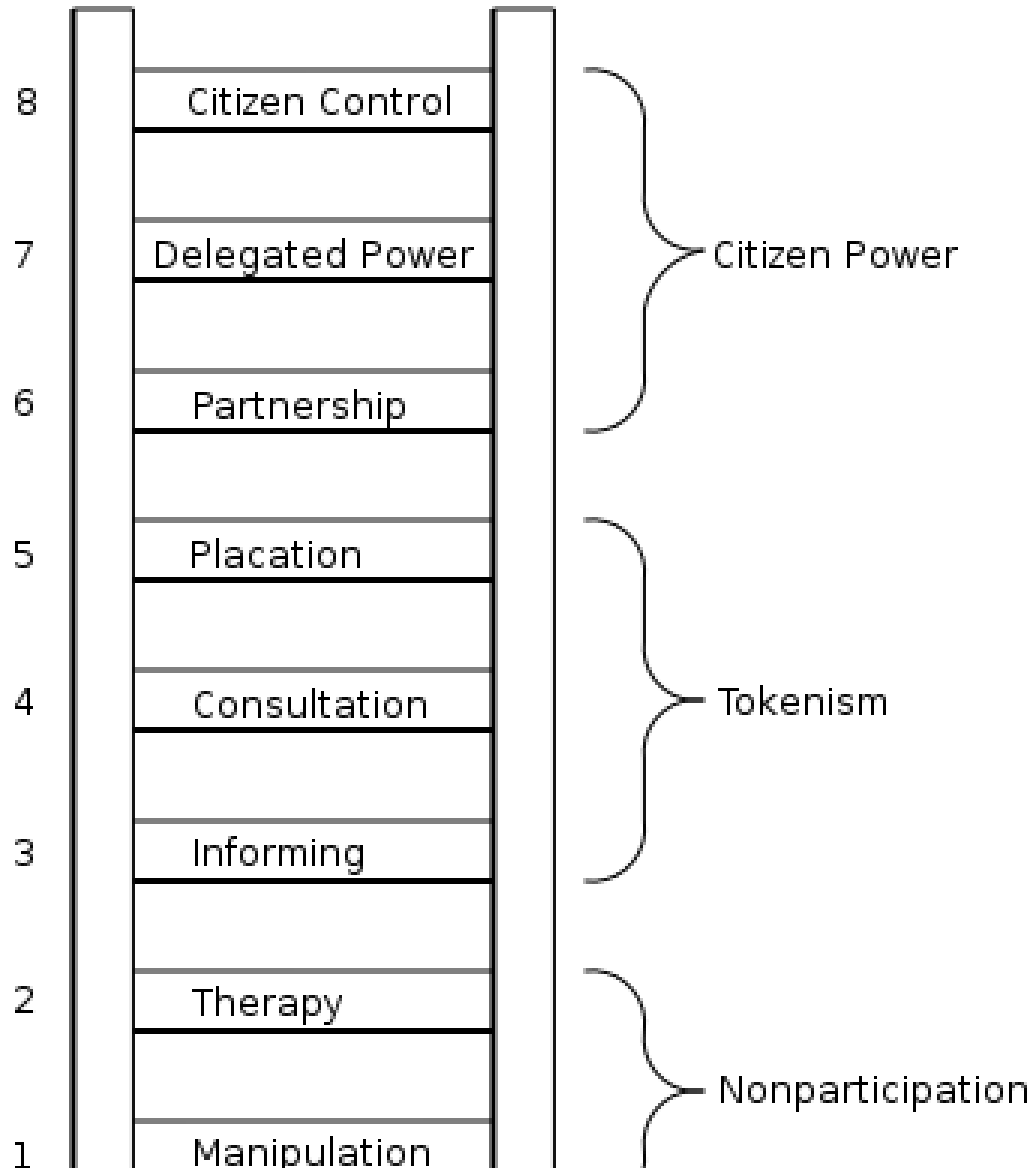 8 Citizen Control
7 Delegated Power Citizen Power
6 Partnership
5 Placation
4 Consultation Tokenism
3 Informing
2 Therapy
Nonparticipation
1 Manipulation